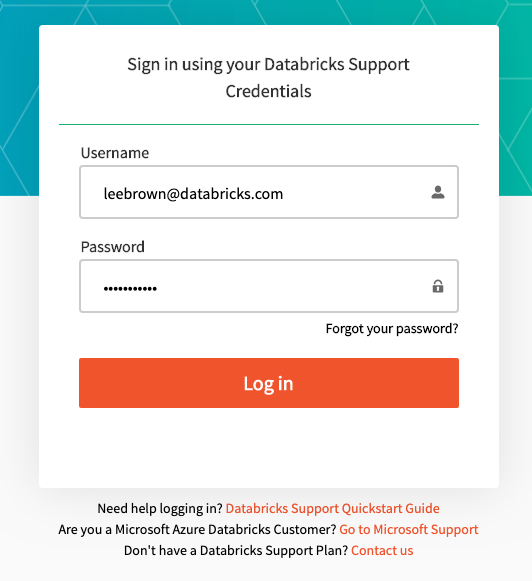 Sign in using your Databricks Support
Credentials
Username
leebrown@databricks.com
Password
•••••••••••
Forgot your password?
Log in
Need help logging in? Databricks Support Quickstart Guide
Are you a Microsoft Azure Databricks Customer? Go to Microsoft Support
Don't have a Databricks Support Plan? Contact us